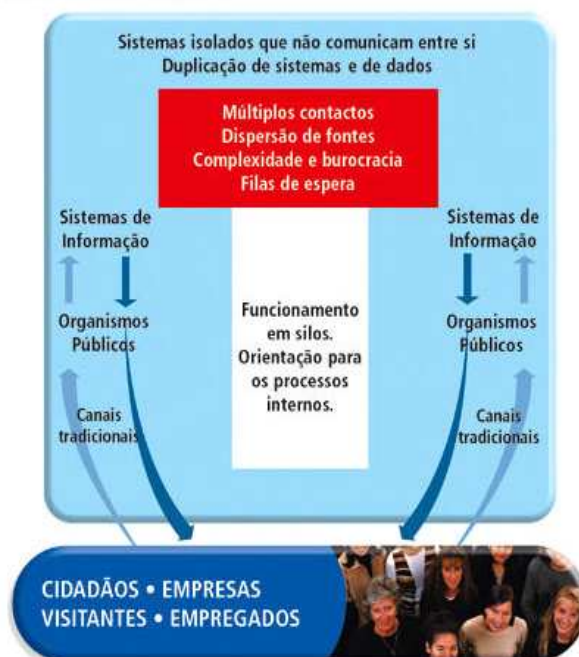 Sistemas isolados que não comunicam entre si
Duplicação de sistemas e de dados
Múltiplos contactos
Dispersão de fontes
Complexidade e burocracia
Filas de espera
Sistemas de
Informação
Organismos
Públicos
Canais
tradicionais
Funcionamento
em silos.
Orientação para
os processos
internos.
Sistemas de
Informação
Organismos
Públicos
Canais
tradicionais
CIDADÃOS • EMPRESAS
VISITANTES • EMPREGADOS